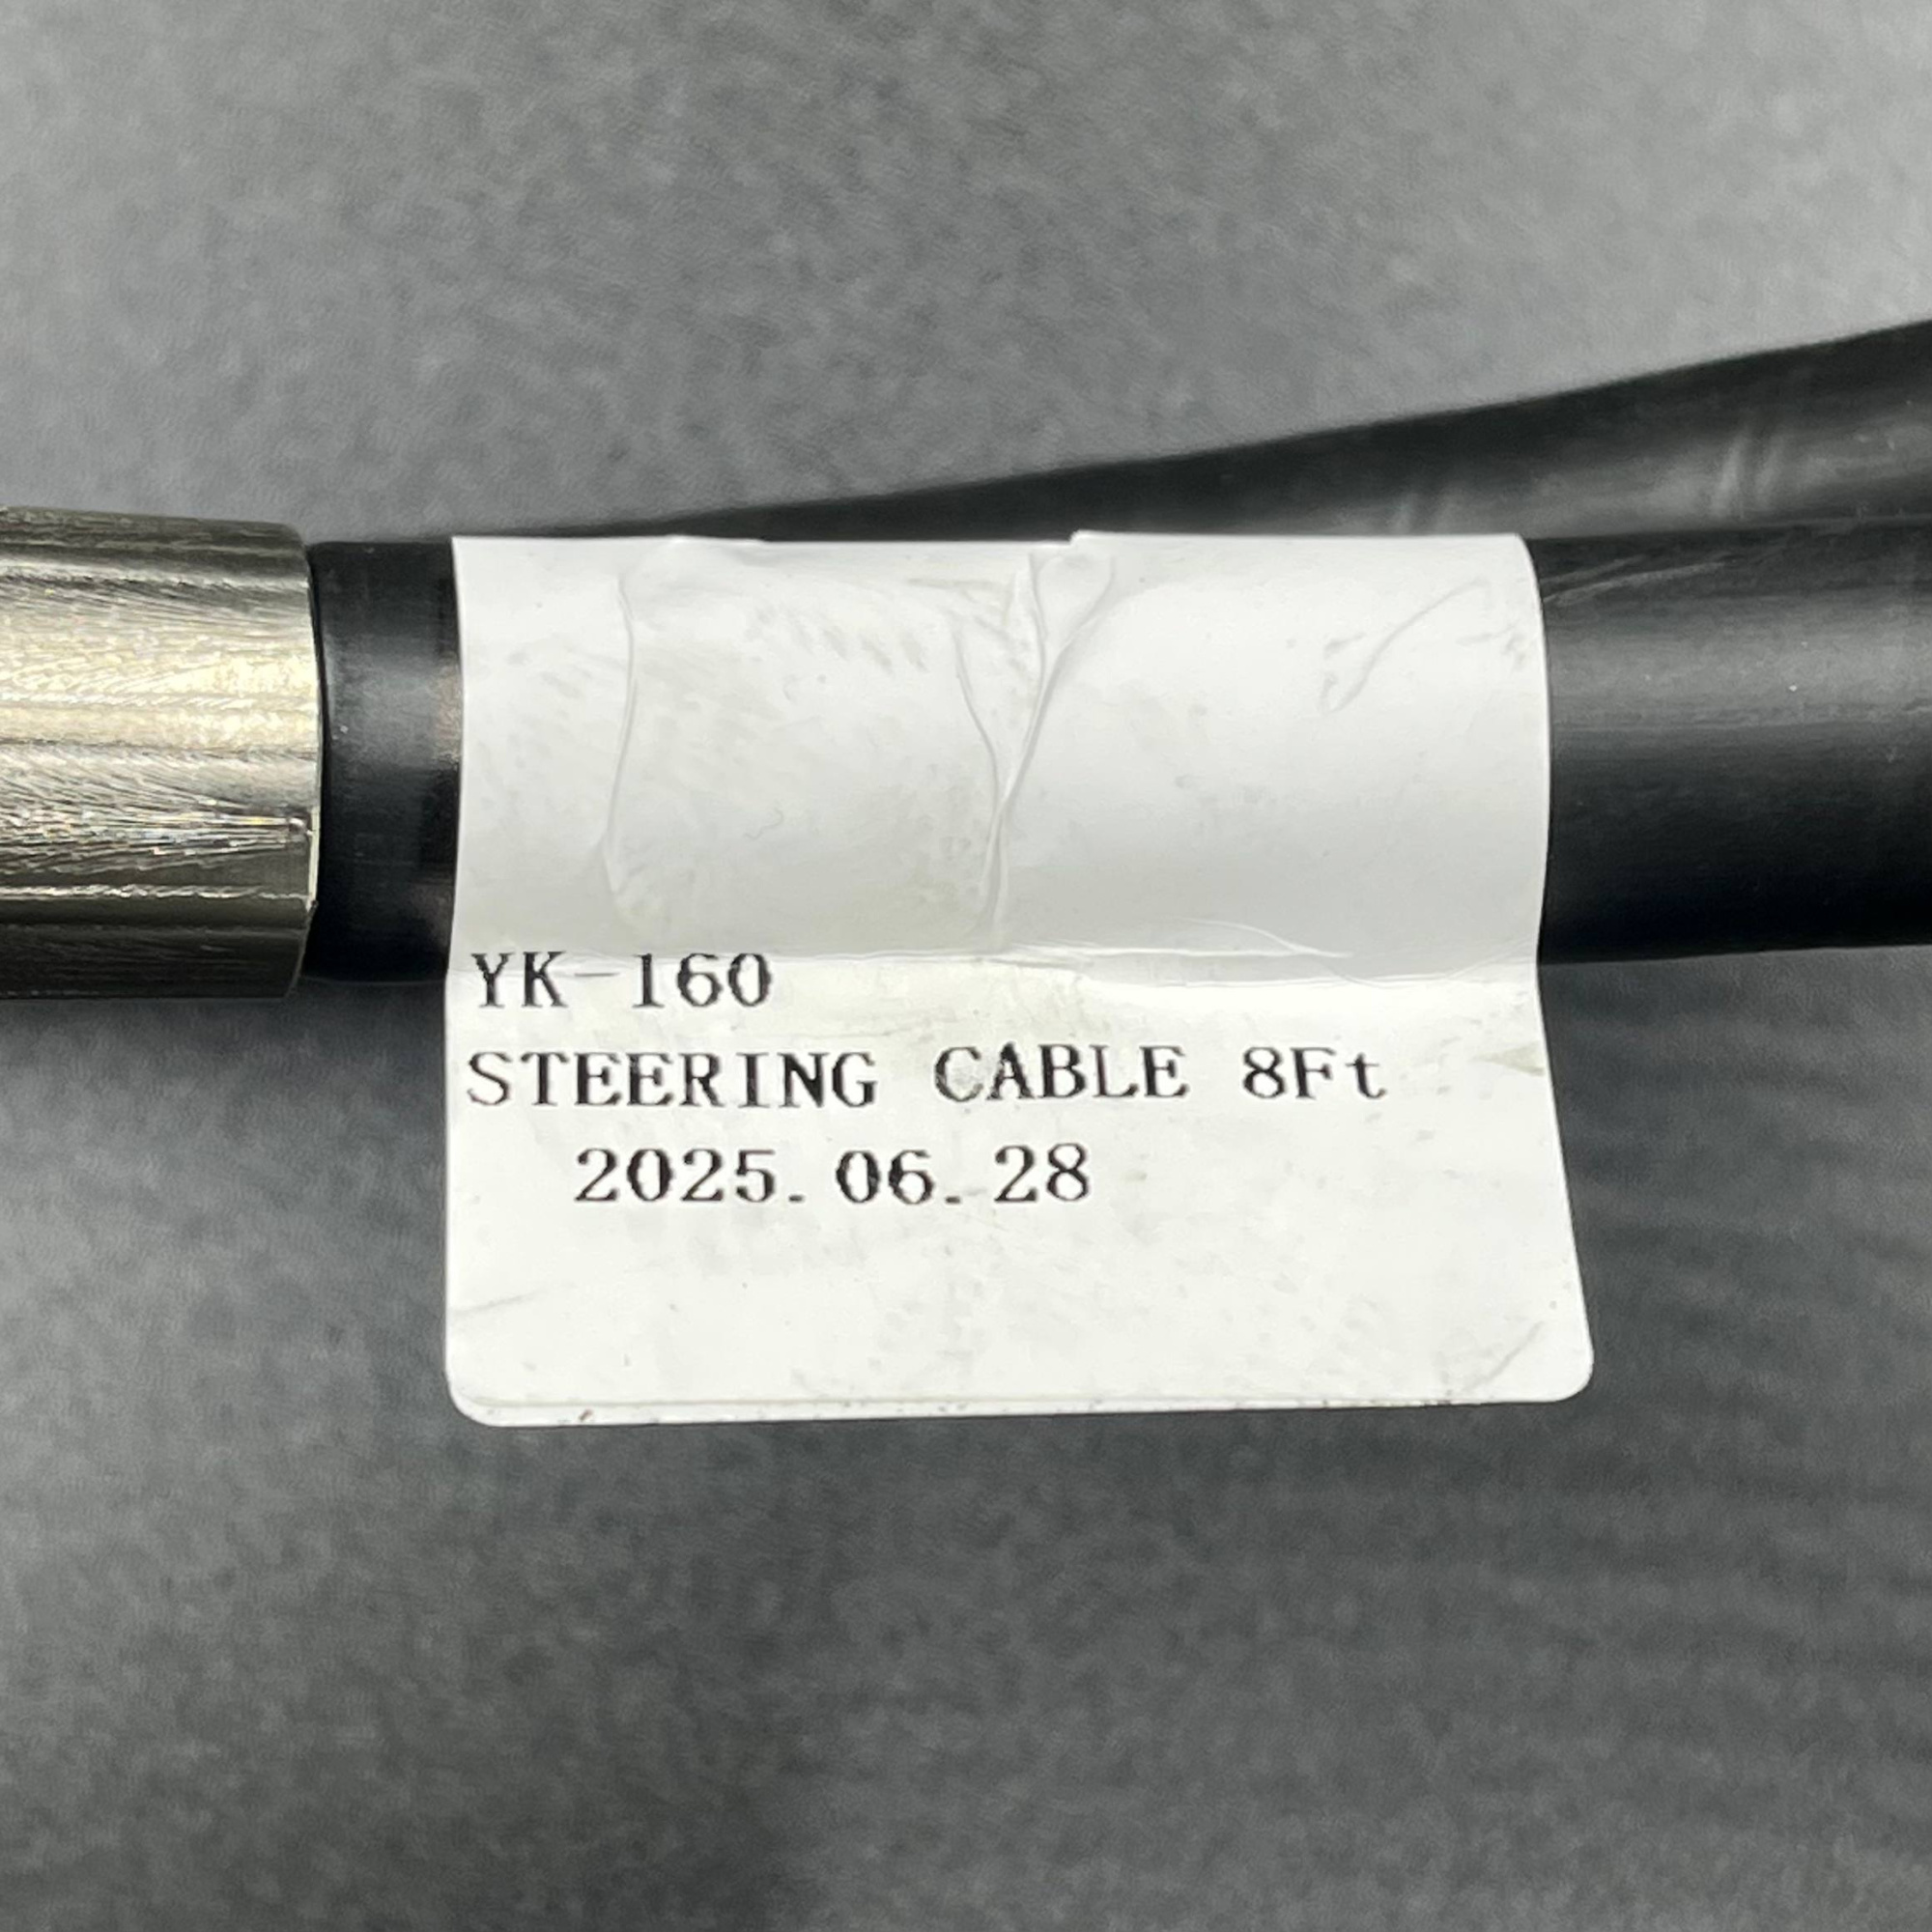 YK-160
STEERING CABLE 8Ft
2025.06.28